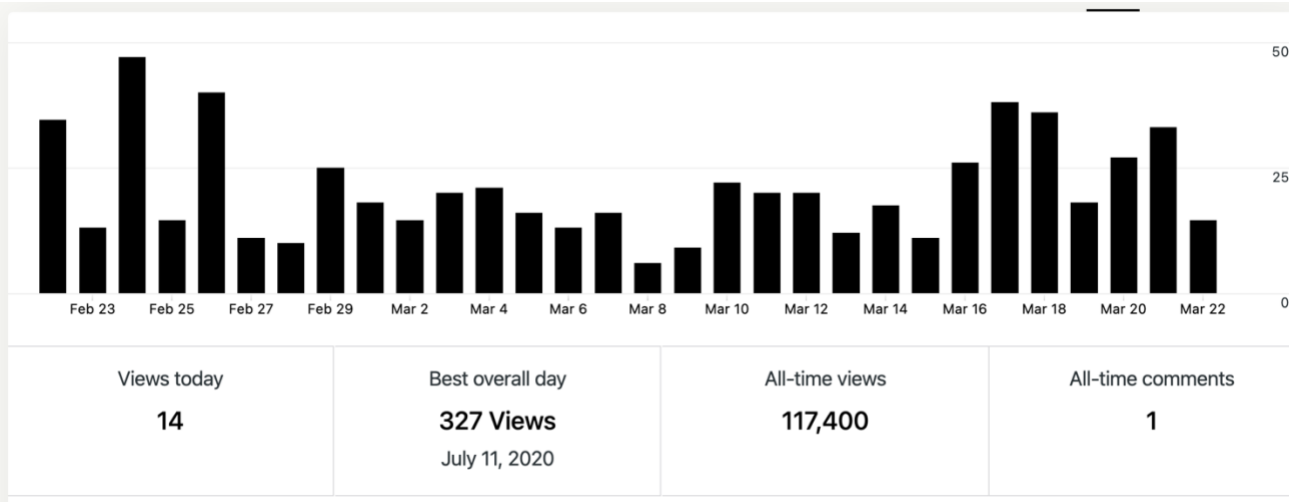 50
25
0
Feb 23 Feb 25 Feb 27 Feb 29 Mar 2 Mar 4 Mar 6 Mar 8 Mar 10 Mar 12 Mar 14 Mar 16 Mar 18 Mar 20 Mar 22
Views today
14
Best overall day
327 Views
July 11, 2020
All-time views
117,400
All-time comments
1